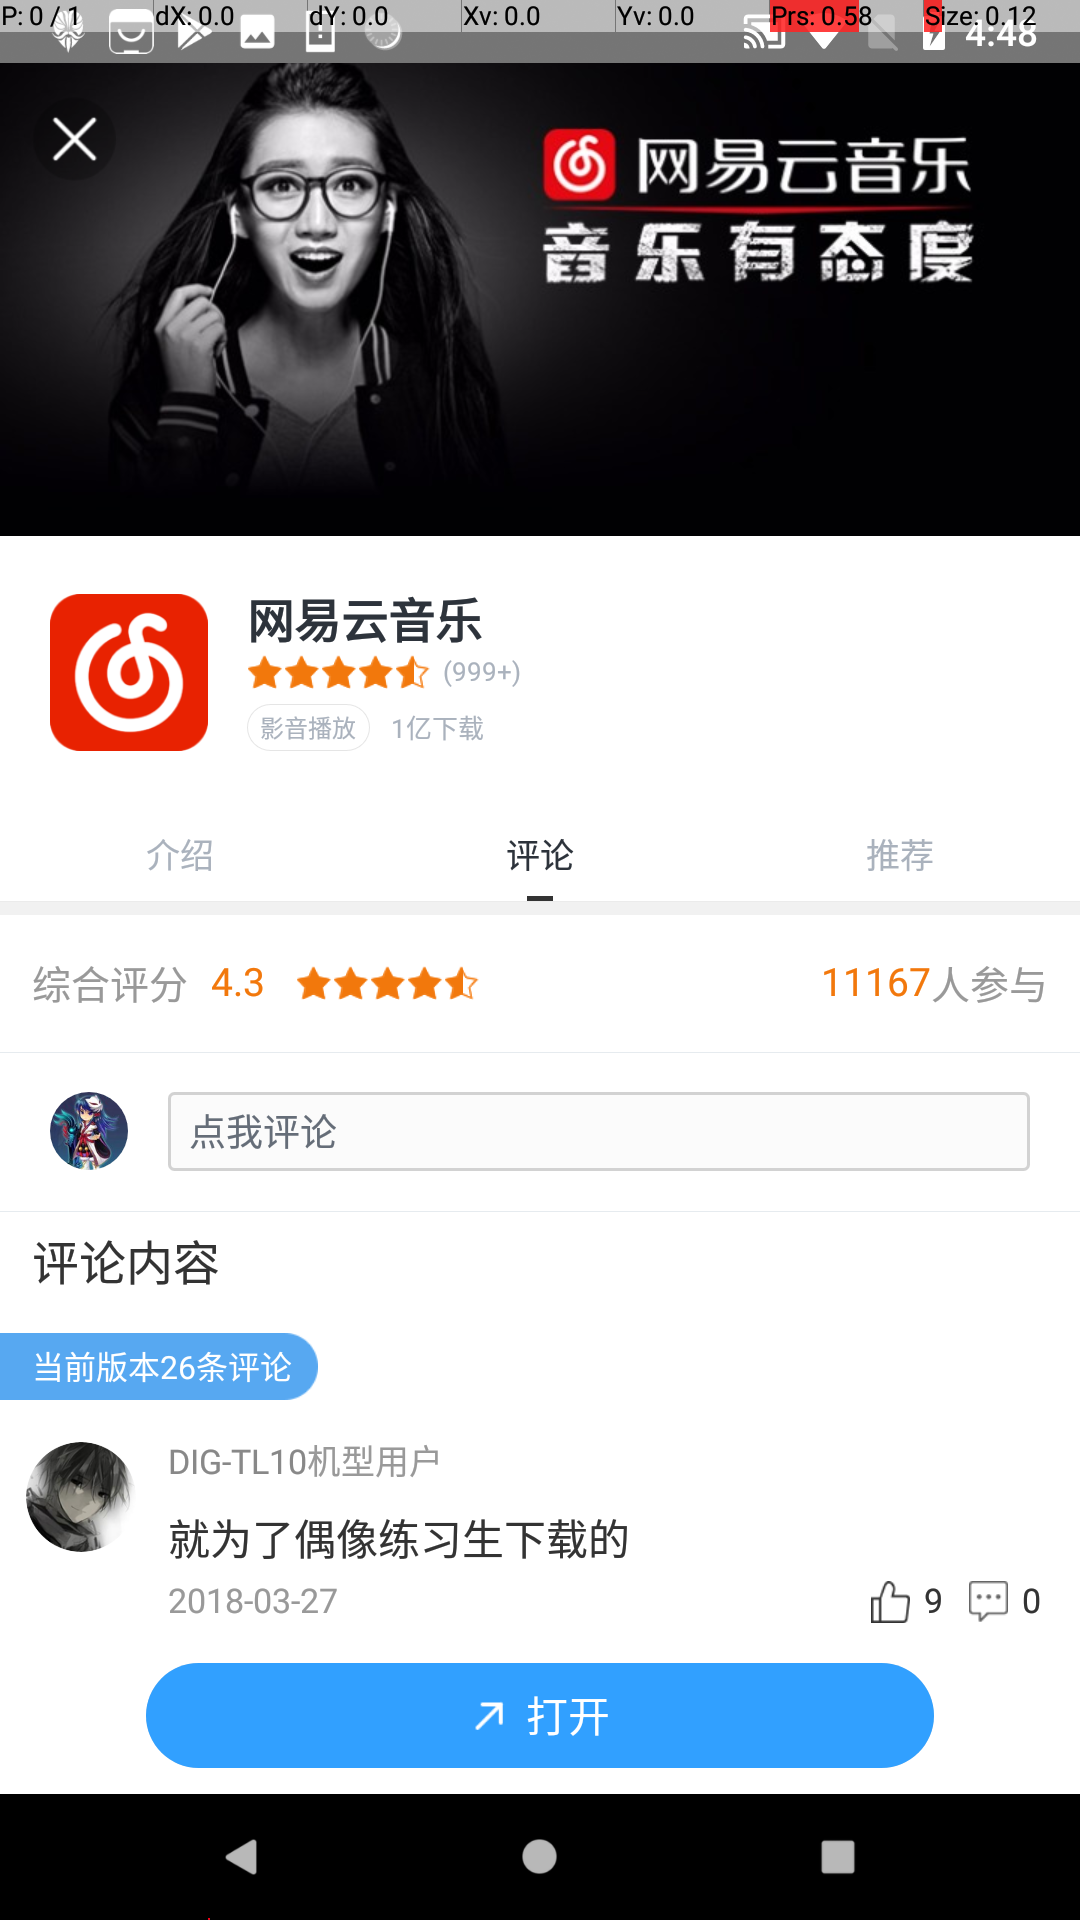 P: 0 / 1 dX: 0.0 dY: 0.0 Xv: 0.0 Yv: 0.0 Prs: 0.58 Size: 0.12
4:48
网易云音乐
音乐有态度
网易云音乐
(999+)
影音播放 1亿下载
介绍 评论 推荐
综合评分 4.3 11167人参与
点我评论
评论内容
当前版本26条评论
DIG-TL10机型用户
就为了偶像练习生下载的
2018-03-27 9 0
打开